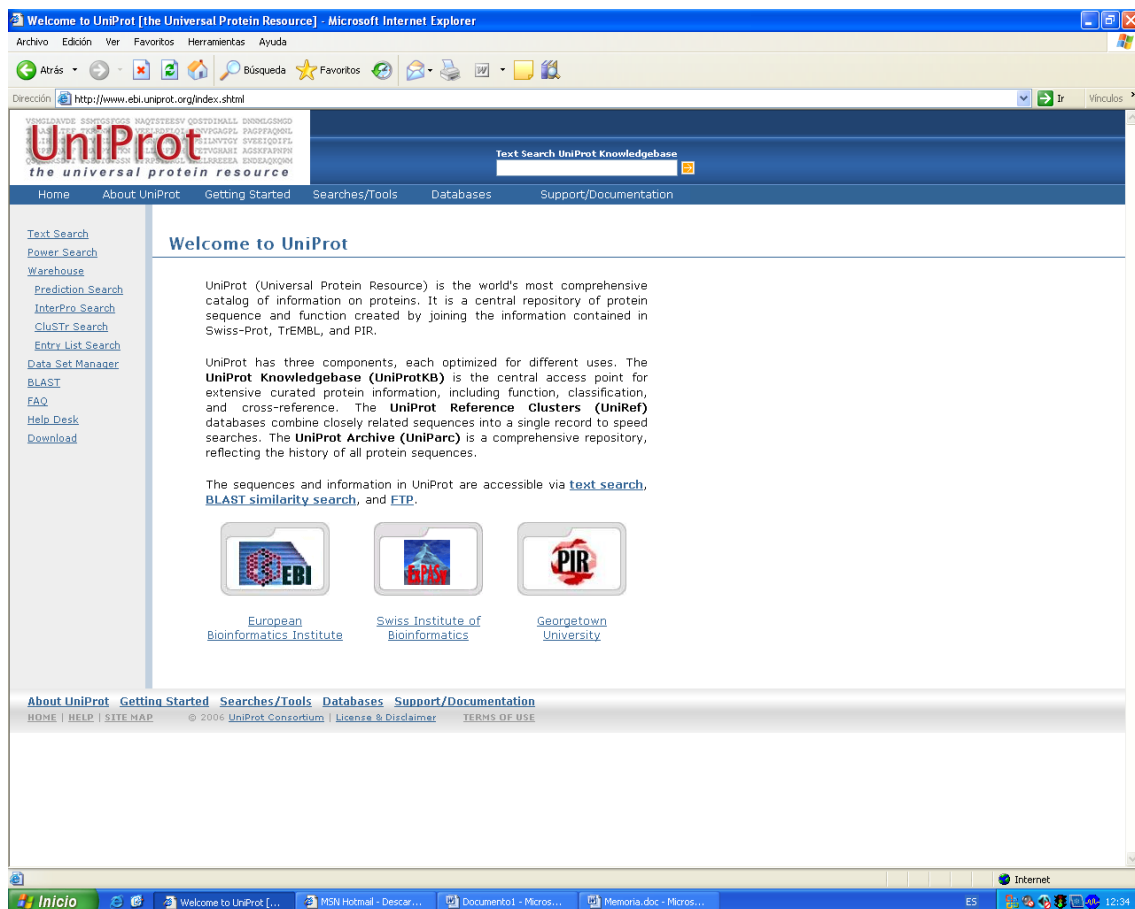 Welcome to UniProt [the Universal Protein Resource] - Microsoft Internet Explorer
Archivo Edición Ver Favoritos Herramientas Ayuda
Atrás Búsqueda Favoritos
Dirección http://www.ebi.uniprot.org/index.shtml Ir Vínculos
UniProt
the universal protein resource
Text Search UniProt Knowledgebase
Home About UniProt Getting Started Searches/Tools Databases Support/Documentation
Text Search
Power Search
Warehouse
Prediction Search
InterPro Search
CluSTr Search
Entry List Search
Data Set Manager
BLAST
FAQ
Help Desk
Download
Welcome to UniProt
UniProt (Universal Protein Resource) is the world's most comprehensive
catalog of information on proteins. It is a central repository of protein
sequence and function created by joining the information contained in
Swiss-Prot, TrEMBL, and PIR.
UniProt has three components, each optimized for different uses. The
UniProt Knowledgebase (UniProtKB) is the central access point for
extensive curated protein information, including function, classification,
and cross-reference. The UniProt Reference Clusters (UniRef)
databases combine closely related sequences into a single record to speed
searches. The UniProt Archive (UniParc) is a comprehensive repository,
reflecting the history of all protein sequences.
The sequences and information in UniProt are accessible via text search,
BLAST similarity search, and FTP.
EBI ExPASy PIR
European
Bioinformatics Institute
Swiss Institute of
Bioinformatics
Georgetown
University
About UniProt Getting Started Searches/Tools Databases Support/Documentation
HOME | HELP | SITE MAP © 2006 UniProt Consortium | License & Disclaimer TERMS OF USE
Internet
Inicio Welcome to UniProt [... MSN Hotmail - Descar... Documento1 - Micros... Memoria.doc - Micros... ES 12:34